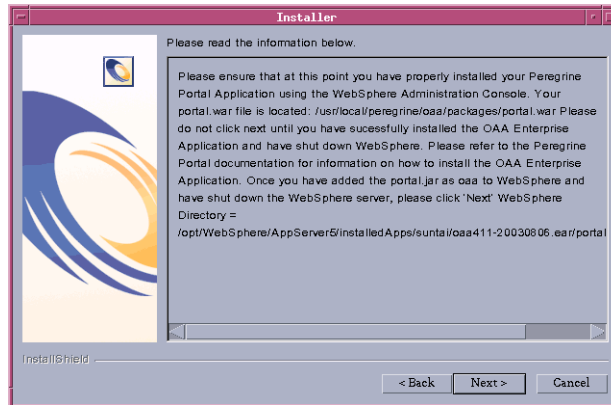 Installer
Please read the information below.
Please ensure that at this point you have properly installed your Peregrine
Portal Application using the WebSphere Administration Console. Your
portal.war file is located: /usr/local/peregrine/oaa/packages/portal.war Please
do not click next until you have sucessfully installed the OAA Enterprise
Application and have shut down WebSphere. Please refer to the Peregrine
Portal documentation for information on how to install the OAA Enterprise
Application. Once you have added the portal.jar as oaa to WebSphere and
have shut down the WebSphere server, please click 'Next' WebSphere
Directory =
/opt/WebSphere/AppServer5/installedApps/suntai/oaa411-20030806.ear/portal
InstallShield
< Back Next > Cancel